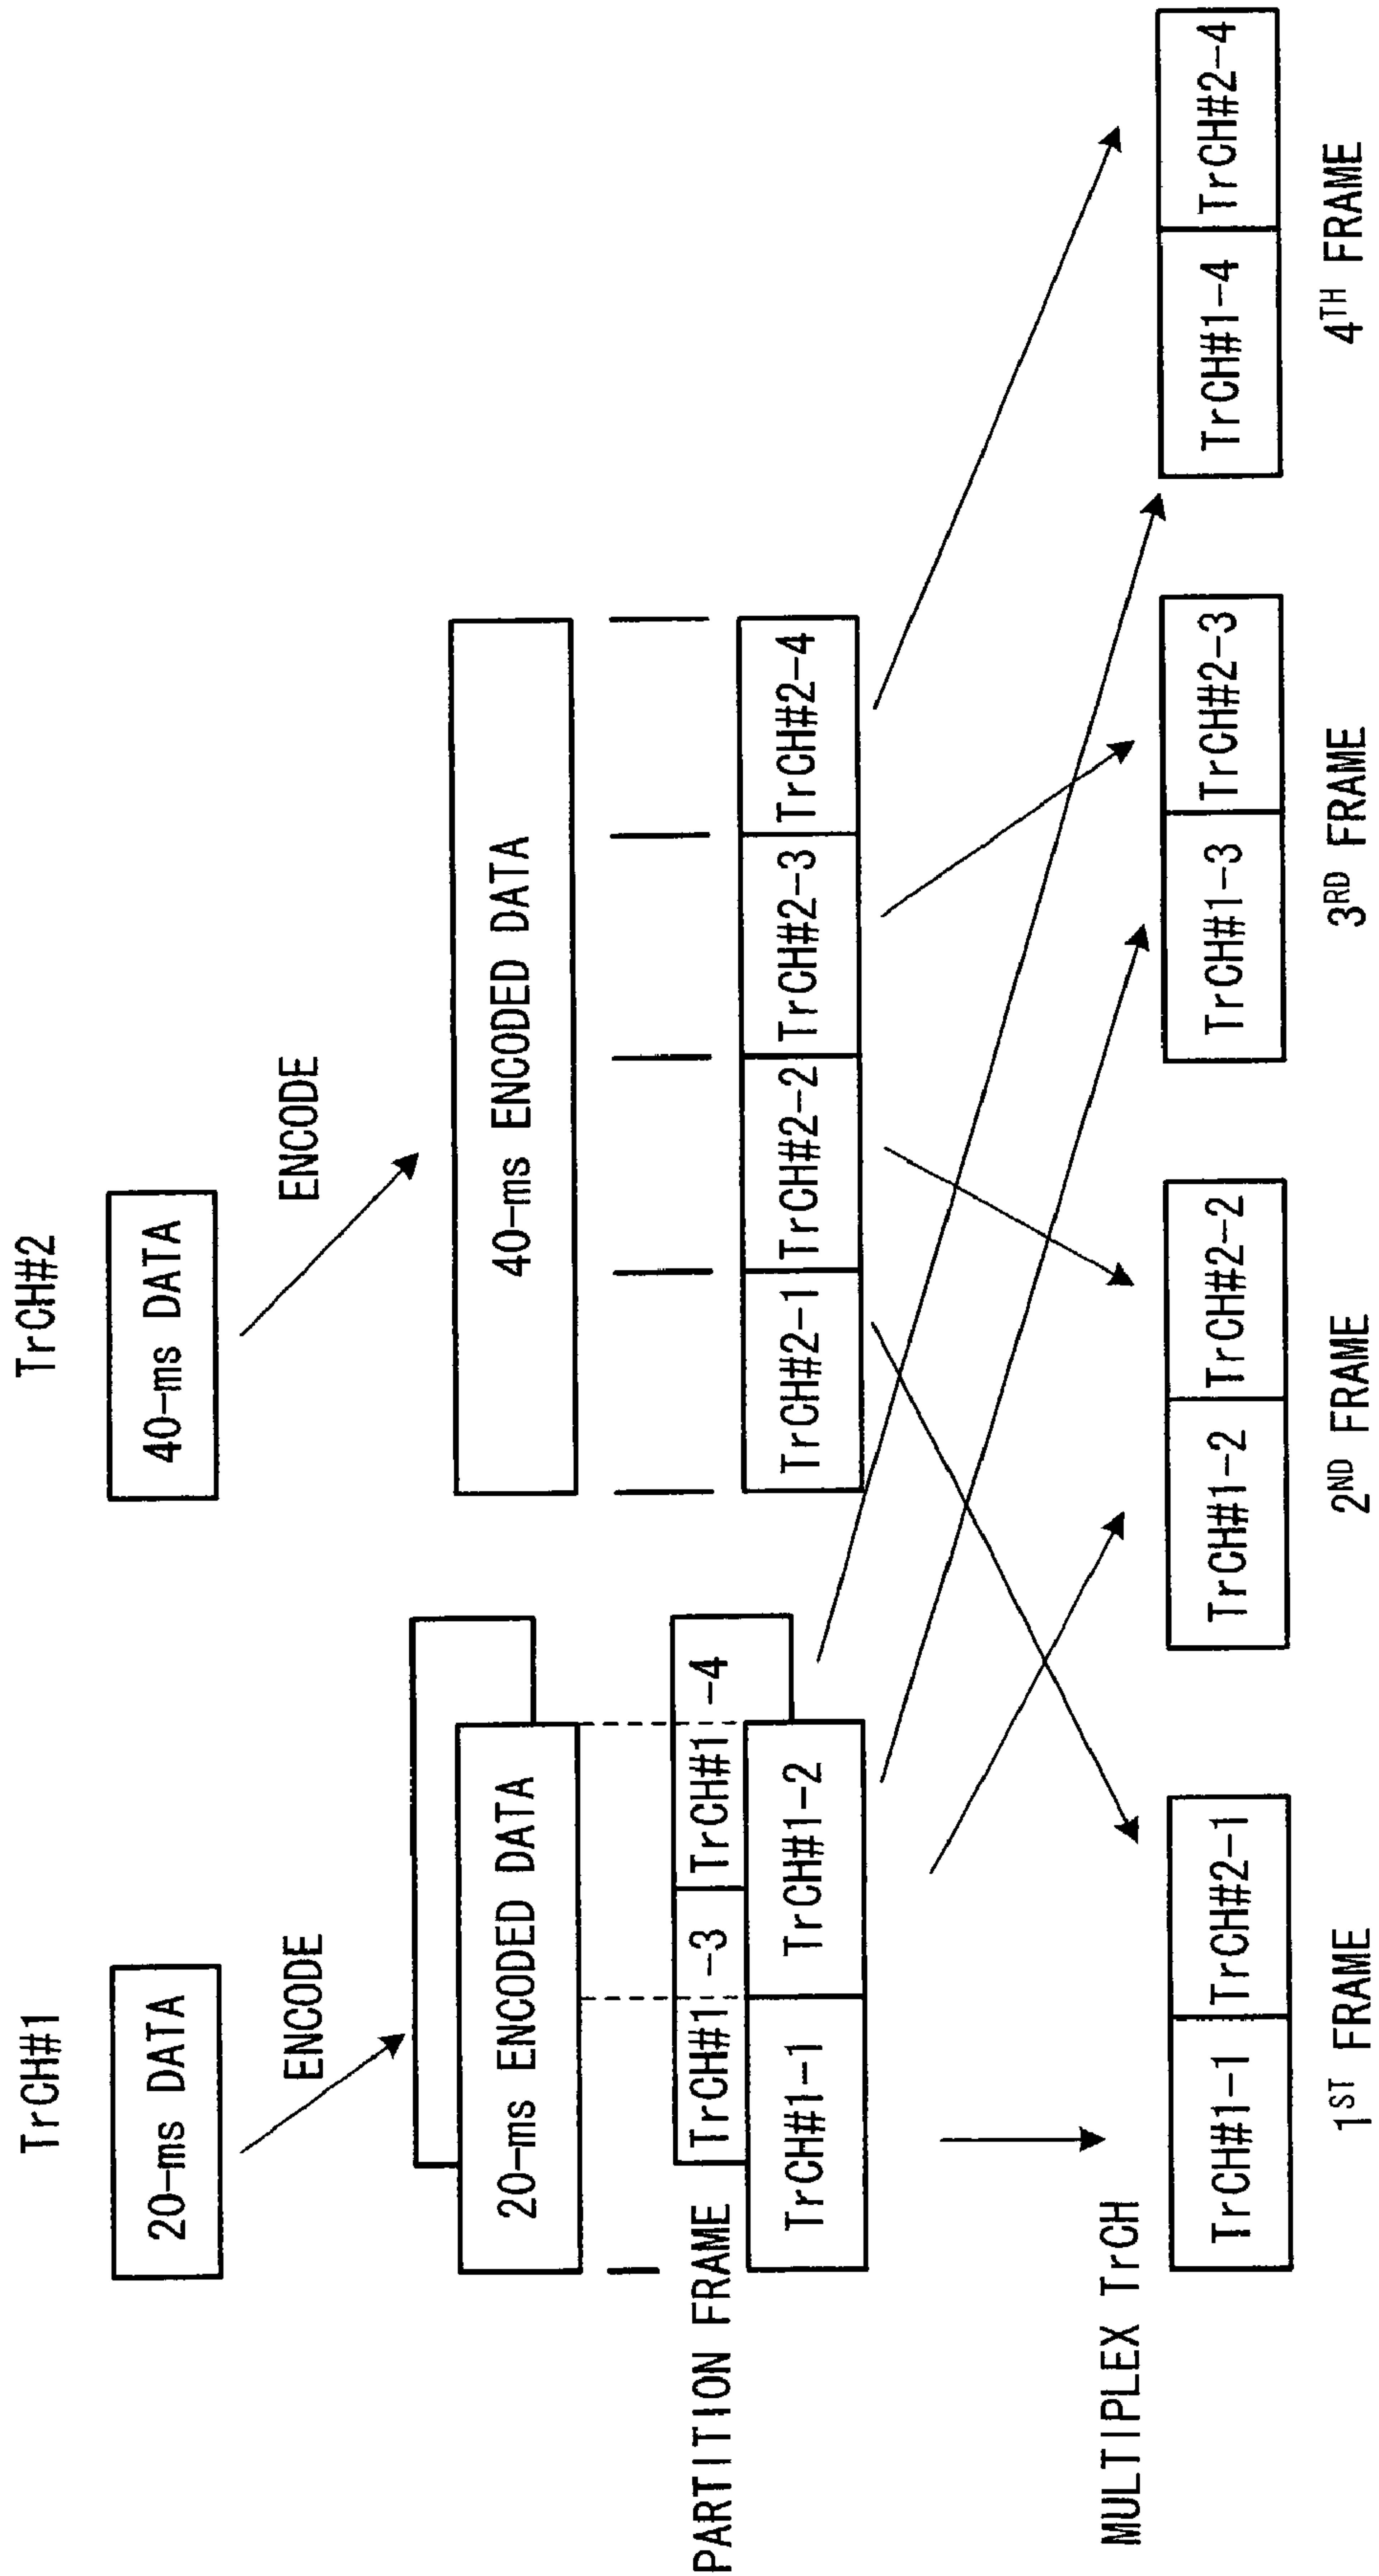 TrCH#1
TrCH#2
20-ms DATA
40-ms DATA
ENCODE
ENCODE
20-ms ENCODED DATA
40-ms ENCODED DATA
PARTITION FRAME
TrCH#1-3
TrCH#1-4
TrCH#1-1
TrCH#1-2
TrCH#2-1
TrCH#2-2
TrCH#2-3
TrCH#2-4
MULTIPLEX TrCH
TrCH#1-1
TrCH#2-1
TrCH#1-2
TrCH#2-2
TrCH#1-3
TrCH#2-3
TrCH#1-4
TrCH#2-4
1ST FRAME
2ND FRAME
3RD FRAME
4TH FRAME